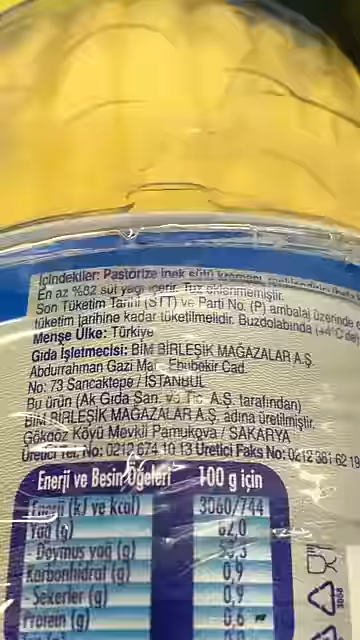 İçindekiler: Pastörize inek sütü kreması
En az %82 süt yağı içerir. Tuz eklenmemiştir.
Son Tüketim Tarihi (STT) ve Parti No. (P) ambalaj üzerinde
tüketim tarihine kadar tüketilmelidir. Buzdolabında (+4°C'de)
Menşe Ülke: Türkiye
Gıda İşletmecisi: BİM BİRLEŞİK MAĞAZALAR A.Ş.
Abdurrahman Gazi Mah. Ebubekir Cad.
No: 73 Sancaktepe / İSTANBUL
Bu ürün (Ak Gıda San. ve Tic. A.Ş. tarafından)
BİM BİRLEŞİK MAĞAZALAR A.Ş. adına üretilmiştir.
Gökgöz Köyü Mevkii Pamukova / SAKARYA
Üretici Tel. No: 0216 674 10 13 Üretici Faks No: 0212 381 62 19
Enerji ve Besin Öğeleri 100 g için
Enerji (kJ ve kcal) 3060/744
Yağ (g) 82,0
- Doymuş yağ (g)
Karbonhidrat (g) 0,9
- Şekerler (g) 0,9
Protein (g) 0,6